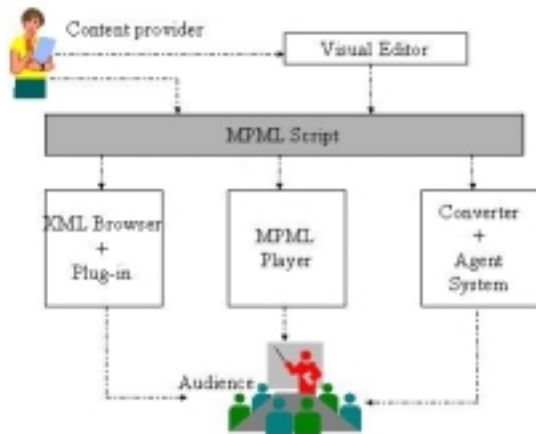 Content provider
Visual Editor
MPML Script
XML Browser
+
Plug-in
MPML
Player
Converter
+
Agent
System
Audience